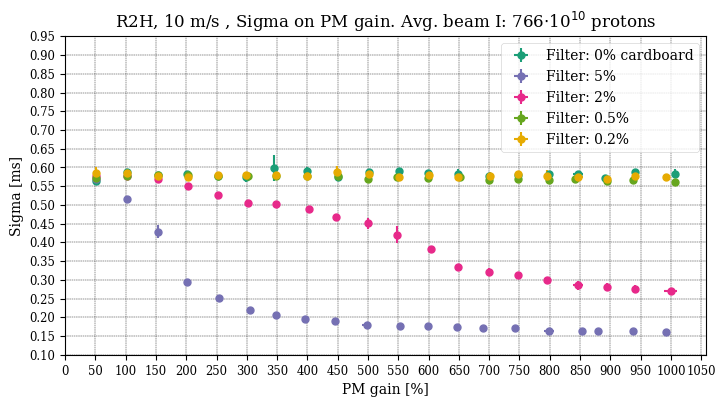 R2H, 10 m/s , Sigma on PM gain. Avg. beam I: 766·10¹⁰ protons
Filter: 0% cardboard
Filter: 5%
Filter: 2%
Filter: 0.5%
Filter: 0.2%
Sigma [ms]
0.95
0.90
0.85
0.80
0.75
0.70
0.65
0.60
0.55
0.50
0.45
0.40
0.35
0.30
0.25
0.20
0.15
0.10
0 50 100 150 200 250 300 350 400 450 500 550 600 650 700 750 800 850 900 950 1000 1050
PM gain [%]